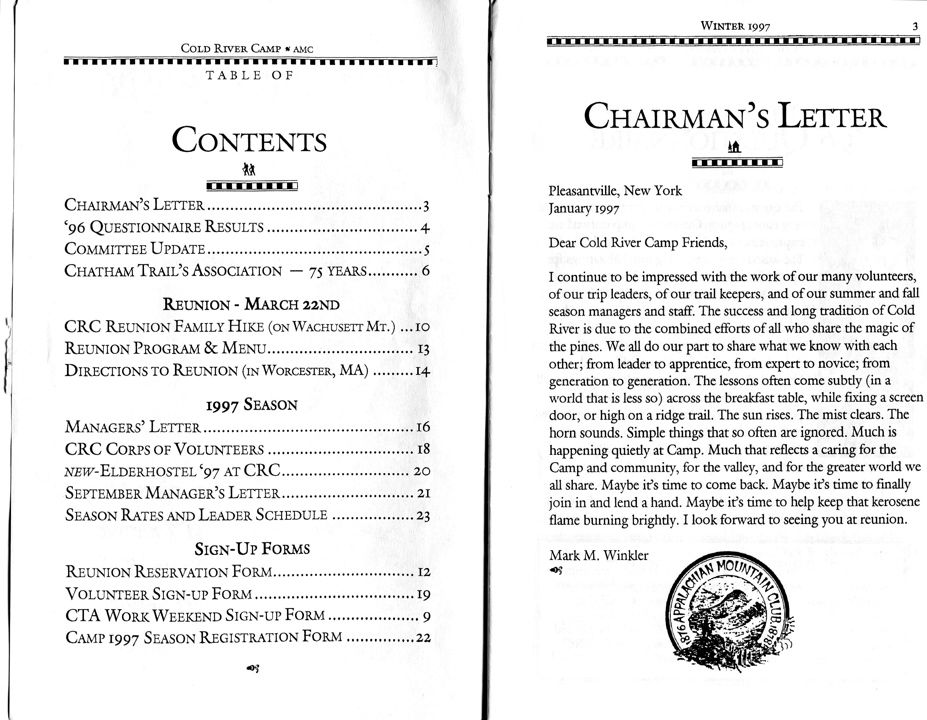 COLD RIVER CAMP AMC
TABLE OF
CONTENTS
CHAIRMAN'S LETTER........................................3
'96 QUESTIONNAIRE RESULTS ............................ 4
COMMITTEE UPDATE........................................5
CHATHAM TRAIL'S ASSOCIATION — 75 YEARS........... 6
REUNION - MARCH 22ND
CRC REUNION FAMILY HIKE (ON WACHUSETT MT.) ...10
REUNION PROGRAM & MENU............................... 13
DIRECTIONS TO REUNION (IN WORCESTER, MA) .........14
1997 SEASON
MANAGERS' LETTER ........................................16
CRC CORPS OF VOLUNTEERS ............................. 18
NEW-ELDERHOSTEL '97 AT CRC............................ 20
SEPTEMBER MANAGER'S LETTER............................ 21
SEASON RATES AND LEADER SCHEDULE .................23
SIGN-UP FORMS
REUNION RESERVATION FORM..............................12
VOLUNTEER SIGN-UP FORM .................................19
CTA WORK WEEKEND SIGN-UP FORM .................... 9
CAMP 1997 SEASON REGISTRATION FORM ..............22
WINTER 1997 3
CHAIRMAN'S LETTER
Pleasantville, New York
January 1997
Dear Cold River Camp Friends,
I continue to be impressed with the work of our many volunteers,
of our trip leaders, of our trail keepers, and of our summer and fall
season managers and staff. The success and long tradition of Cold
River is due to the combined efforts of all who share the magic of
the pines. We all do our part to share what we know with each
other; from leader to apprentice, from expert to novice; from
generation to generation. The lessons often come subtly (in a
world that is less so) across the breakfast table, while fixing a screen
door, or high on a ridge trail. The sun rises. The mist clears. The
horn sounds. Simple things that so often are ignored. Much is
happening quietly at Camp. Much that reflects a caring for the
Camp and community, for the valley, and for the greater world we
all share. Maybe it's time to come back. Maybe it's time to finally
join in and lend a hand. Maybe it's time to help keep that kerosene
flame burning brightly. I look forward to seeing you at reunion.
Mark M. Winkler
1876 APPALACHIAN MOUNTAIN CLUB 1878